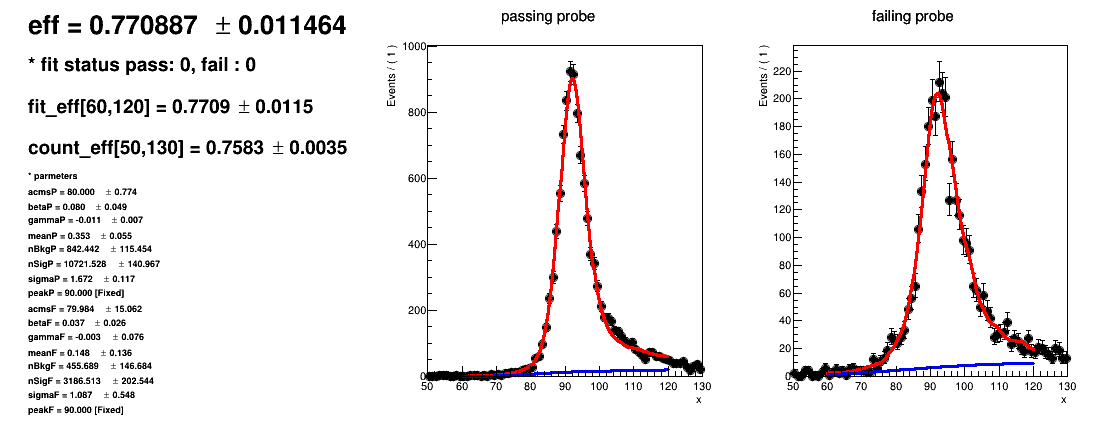 eff = 0.770887 ± 0.011464
* fit status pass: 0, fail : 0
fit_eff[60,120] = 0.7709 ± 0.0115
count_eff[50,130] = 0.7583 ± 0.0035
* parmeters
acmsP = 80.000 ± 0.774
betaP = 0.080 ± 0.049
gammaP = -0.011 ± 0.007
meanP = 0.353 ± 0.055
nBkgP = 842.442 ± 115.454
nSigP = 10721.528 ± 140.967
sigmaP = 1.672 ± 0.117
peakP = 90.000 [Fixed]
acmsF = 79.984 ± 15.062
betaF = 0.037 ± 0.026
gammaF = -0.003 ± 0.076
meanF = 0.148 ± 0.136
nBkgF = 455.689 ± 146.684
nSigF = 3186.513 ± 202.544
sigmaF = 1.087 ± 0.548
peakF = 90.000 [Fixed]
passing probe
Events / ( 1 )
1000
800
600
400
200
0
50 60 70 80 90 100 110 120 130
x
failing probe
Events / ( 1 )
220
200
180
160
140
120
100
80
60
40
20
0
50 60 70 80 90 100 110 120 130
x